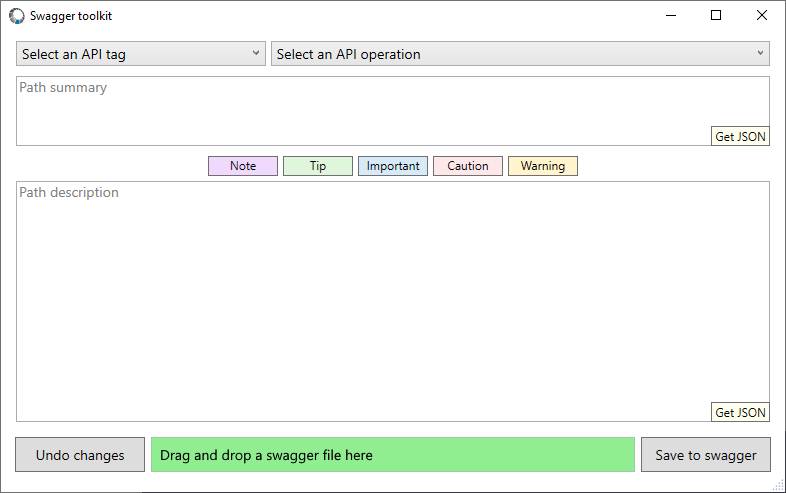 Swagger toolkit
Select an API tag
Select an API operation
Path summary
Get JSON
Note
Tip
Important
Caution
Warning
Path description
Get JSON
Undo changes
Drag and drop a swagger file here
Save to swagger